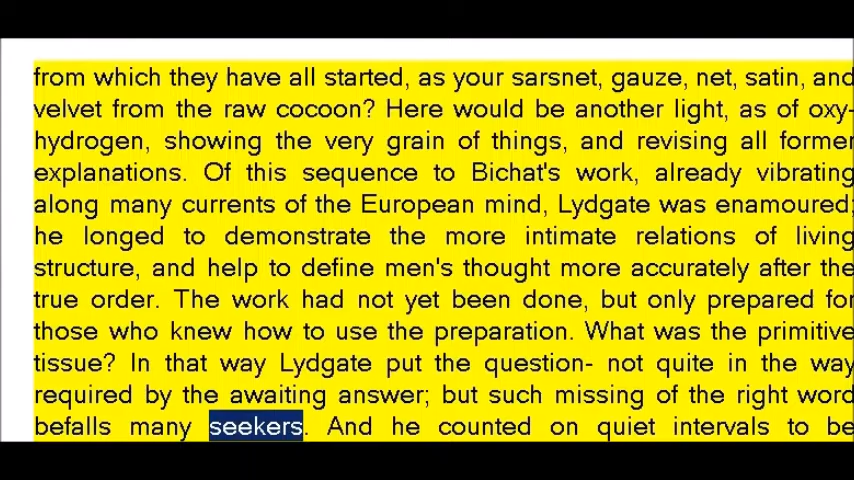 from which they have all started, as your sarsnet, gauze, net, satin, and
velvet from the raw cocoon? Here would be another light, as of oxy-
hydrogen, showing the very grain of things, and revising all former
explanations. Of this sequence to Bichat's work, already vibrating
along many currents of the European mind, Lydgate was enamoured;
he longed to demonstrate the more intimate relations of living
structure, and help to define men's thought more accurately after the
true order. The work had not yet been done, but only prepared for
those who knew how to use the preparation. What was the primitive
tissue? In that way Lydgate put the question- not quite in the way
required by the awaiting answer; but such missing of the right word
befalls many seekers. And he counted on quiet intervals to be